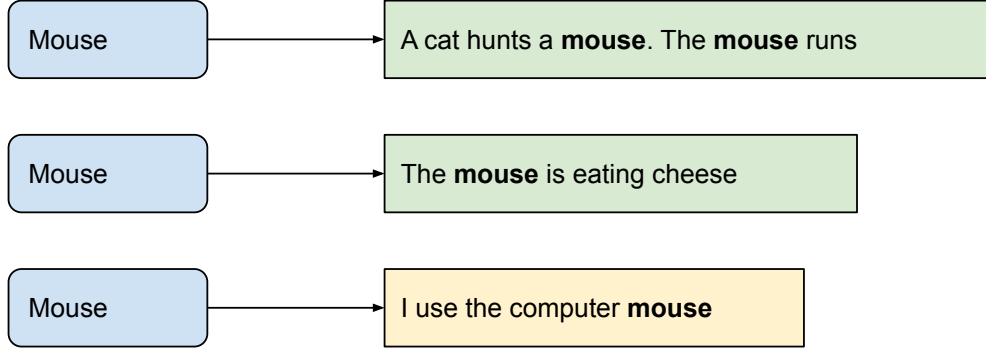 Mouse
A cat hunts a mouse. The mouse runs
Mouse
The mouse is eating cheese
Mouse
I use the computer mouse